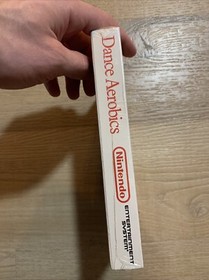 Dance Aerobics
Nintendo
ENTERTAINMENT
SYSTEM